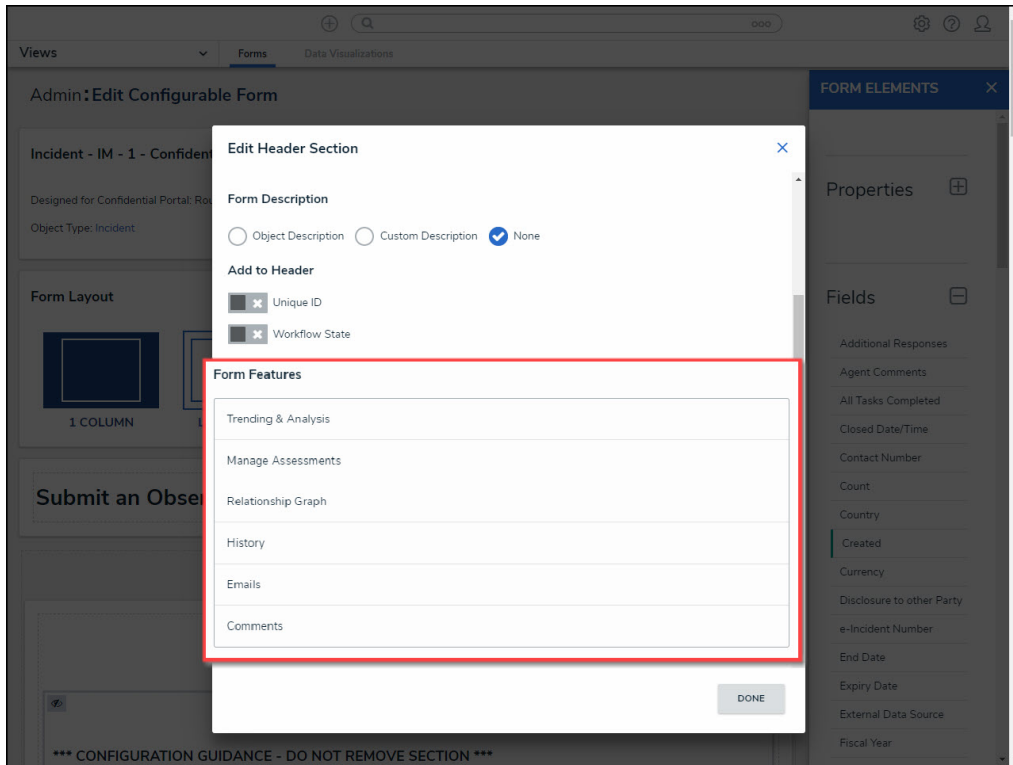 ooo
Views
Forms
Data Visualizations
Admin:Edit Configurable Form
FORM ELEMENTS
Incident - IM - 1 - Confident
Designed for Confidential Portal: Rou
Object Type: Incident
Form Layout
1 COLUMN
L
Submit an Obser
*** CONFIGURATION GUIDANCE - DO NOT REMOVE SECTION ***
Edit Header Section
Form Description
Object Description
Custom Description
None
Add to Header
Unique ID
Workflow State
Form Features
Trending & Analysis
Manage Assessments
Relationship Graph
History
Emails
Comments
DONE
Properties
Fields
Additional Responses
Agent Comments
All Tasks Completed
Closed Date/Time
Contact Number
Count
Country
Created
Currency
Disclosure to other Party
e-Incident Number
End Date
Expiry Date
External Data Source
Fiscal Year